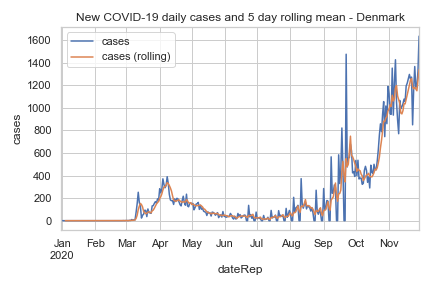 New COVID-19 daily cases and 5 day rolling mean - Denmark
cases
cases (rolling)
1600
1400
1200
1000
800
600
400
200
0
cases
Jan Feb Mar Apr May Jun Jul Aug Sep Oct Nov
2020
dateRep